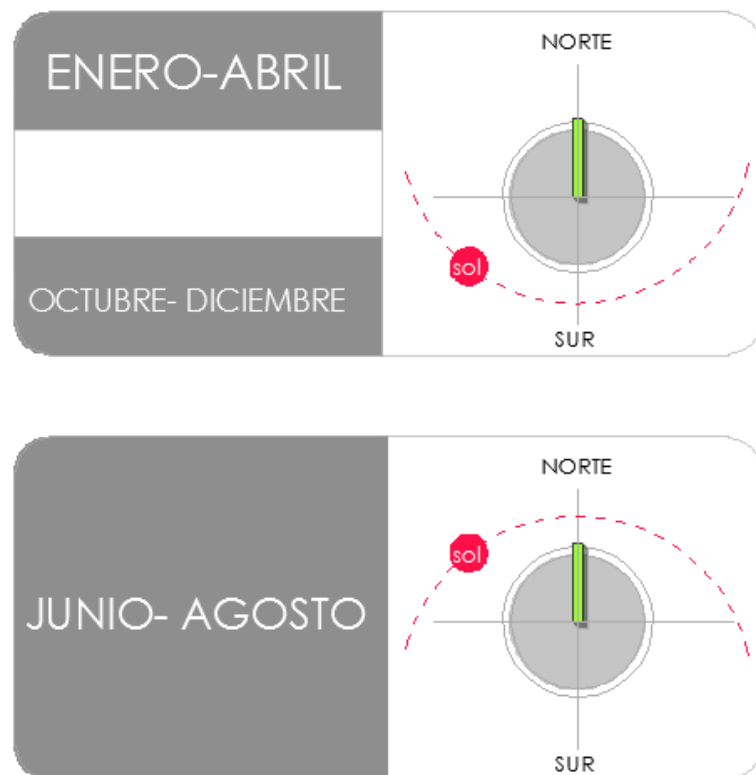 ENERO-ABRIL
OCTUBRE- DICIEMBRE
NORTE
sol
SUR
JUNIO- AGOSTO
NORTE
sol
SUR